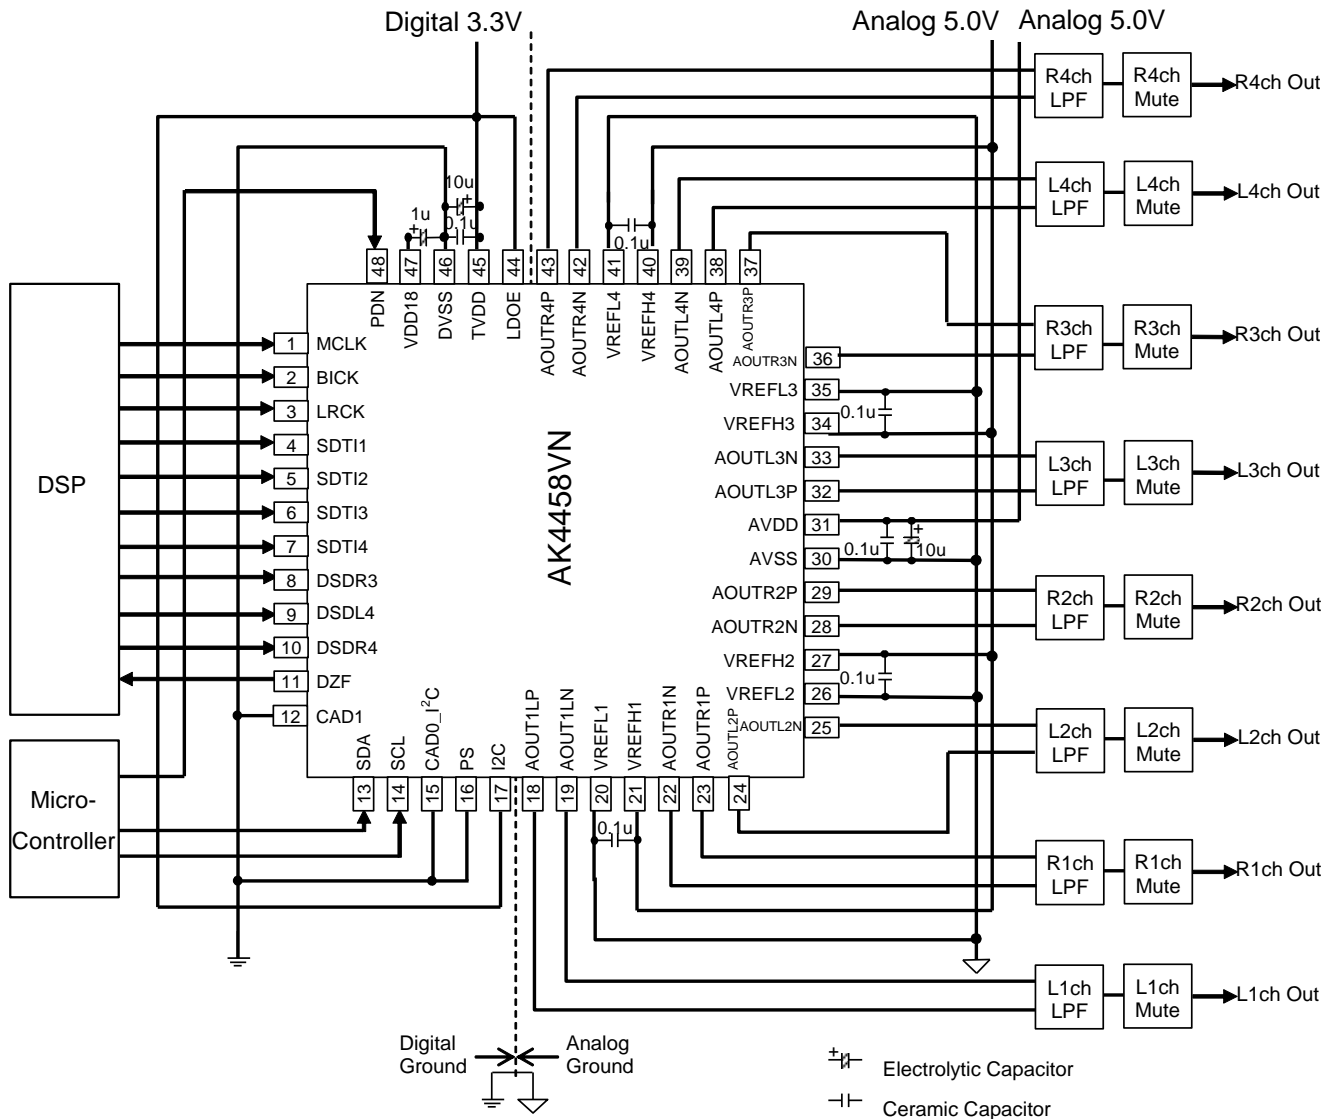 Digital 3.3V
Analog 5.0V
Analog 5.0V
R4ch
LPF
R4ch
Mute
R4ch Out
L4ch
LPF
L4ch
Mute
L4ch Out
10u
1u
0.1u
0.1u
48
47
46
45
44
43
42
41
40
39
38
37
PDN
VDD18
DVSS
TVDD
LDOE
AOUTR4P
AOUTR4N
VREFL4
VREFH4
AOUTL4N
AOUTL4P
AOUTR3P
DSP
1 MCLK
2 BICK
3 LRCK
4 SDTI1
5 SDTI2
6 SDTI3
7 SDTI4
8 DSDR3
9 DSDL4
10 DSDR4
11 DZF
12 CAD1
AK4458VN
AOUTR3N 36
VREFL3 35
0.1u
VREFH3 34
AOUTL3N 33
AOUTL3P 32
AVDD 31
0.1u
10u
AVSS 30
AOUTR2P 29
AOUTR2N 28
VREFH2 27
0.1u
VREFL2 26
AOUTL2N 25
R3ch
LPF
R3ch
Mute
R3ch Out
L3ch
LPF
L3ch
Mute
L3ch Out
R2ch
LPF
R2ch
Mute
R2ch Out
L2ch
LPF
L2ch
Mute
L2ch Out
Micro-
Controller
SDA
SCL
CAD0_I²C
PS
I2C
AOUT1LP
AOUT1LN
VREFL1
VREFH1
AOUTR1N
AOUTR1P
AOUTL2P
13
14
15
16
17
18
19
20
21
22
23
24
0.1u
R1ch
LPF
R1ch
Mute
R1ch Out
L1ch
LPF
L1ch
Mute
L1ch Out
Digital
Ground
Analog
Ground
Electrolytic Capacitor
Ceramic Capacitor